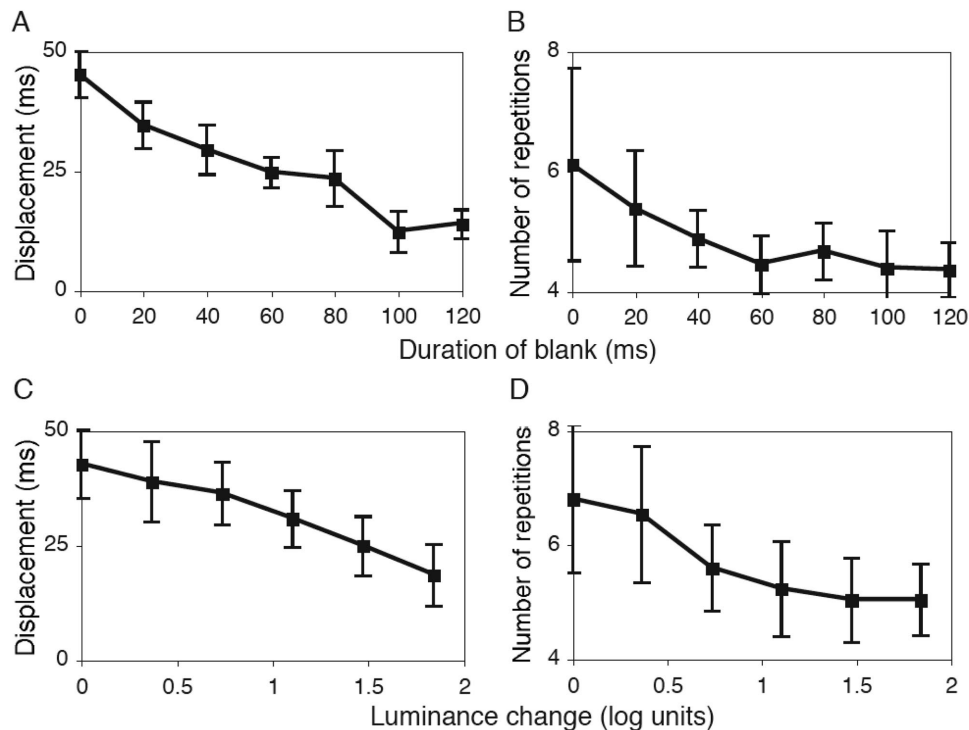 A
B
50
25
0
Displacement (ms)
0 20 40 60 80 100 120
8
6
4
Number of repetitions
0 20 40 60 80 100 120
Duration of blank (ms)
C
D
50
25
0
Displacement (ms)
0 0.5 1 1.5 2
8
6
4
Number of repetitions
0 0.5 1 1.5 2
Luminance change (log units)